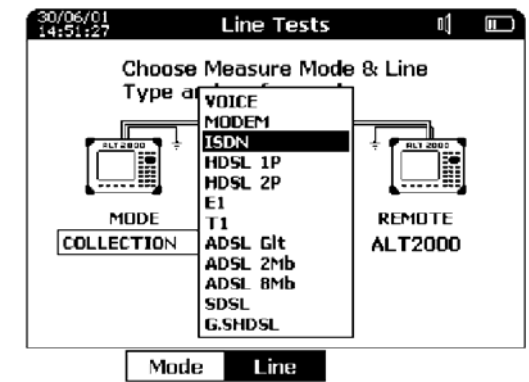 30/06/01
14:51:27
Line Tests
Choose Measure Mode & Line
Type a
VOICE
MODEM
ISDN
HDSL 1P
HDSL 2P
E1
T1
ADSL Glt
ADSL 2Mb
ADSL 8Mb
SDSL
G.SHDSL
ALT2000
ALT2000
MODE
COLLECTION
REMOTE
ALT2000
Mode
Line